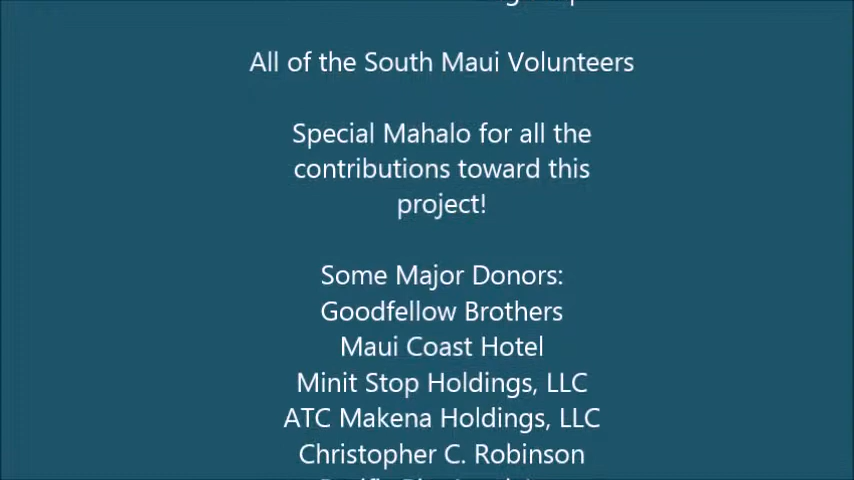 All of the South Maui Volunteers
Special Mahalo for all the
contributions toward this
project!
Some Major Donors:
Goodfellow Brothers
Maui Coast Hotel
Minit Stop Holdings, LLC
ATC Makena Holdings, LLC
Christopher C. Robinson